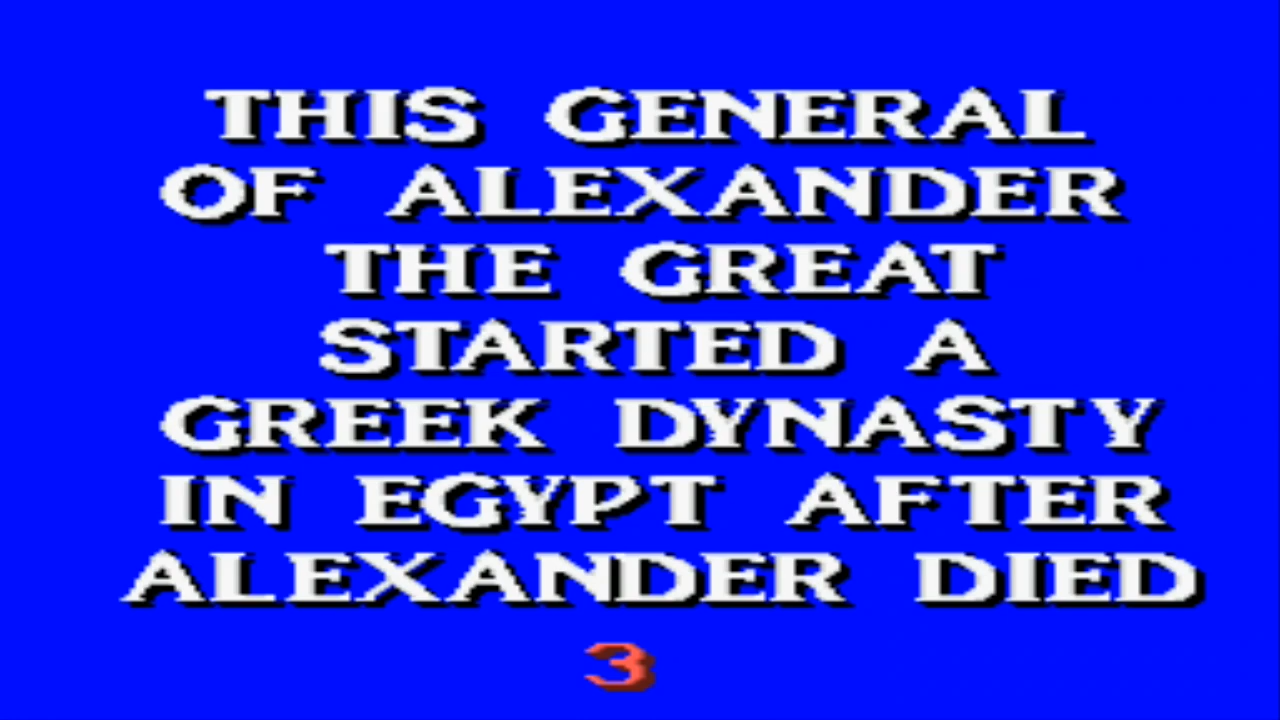 THIS GENERAL
OF ALEXANDER
THE GREAT
STARTED A
GREEK DYNASTY
IN EGYPT AFTER
ALEXANDER DIED
3